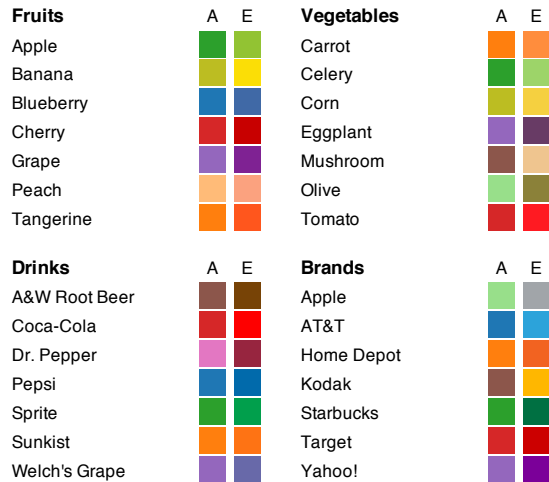 Fruits A E
Apple
Banana
Blueberry
Cherry
Grape
Peach
Tangerine
Vegetables A E
Carrot
Celery
Corn
Eggplant
Mushroom
Olive
Tomato
Drinks A E
A&W Root Beer
Coca-Cola
Dr. Pepper
Pepsi
Sprite
Sunkist
Welch's Grape
Brands A E
Apple
AT&T
Home Depot
Kodak
Starbucks
Target
Yahoo!